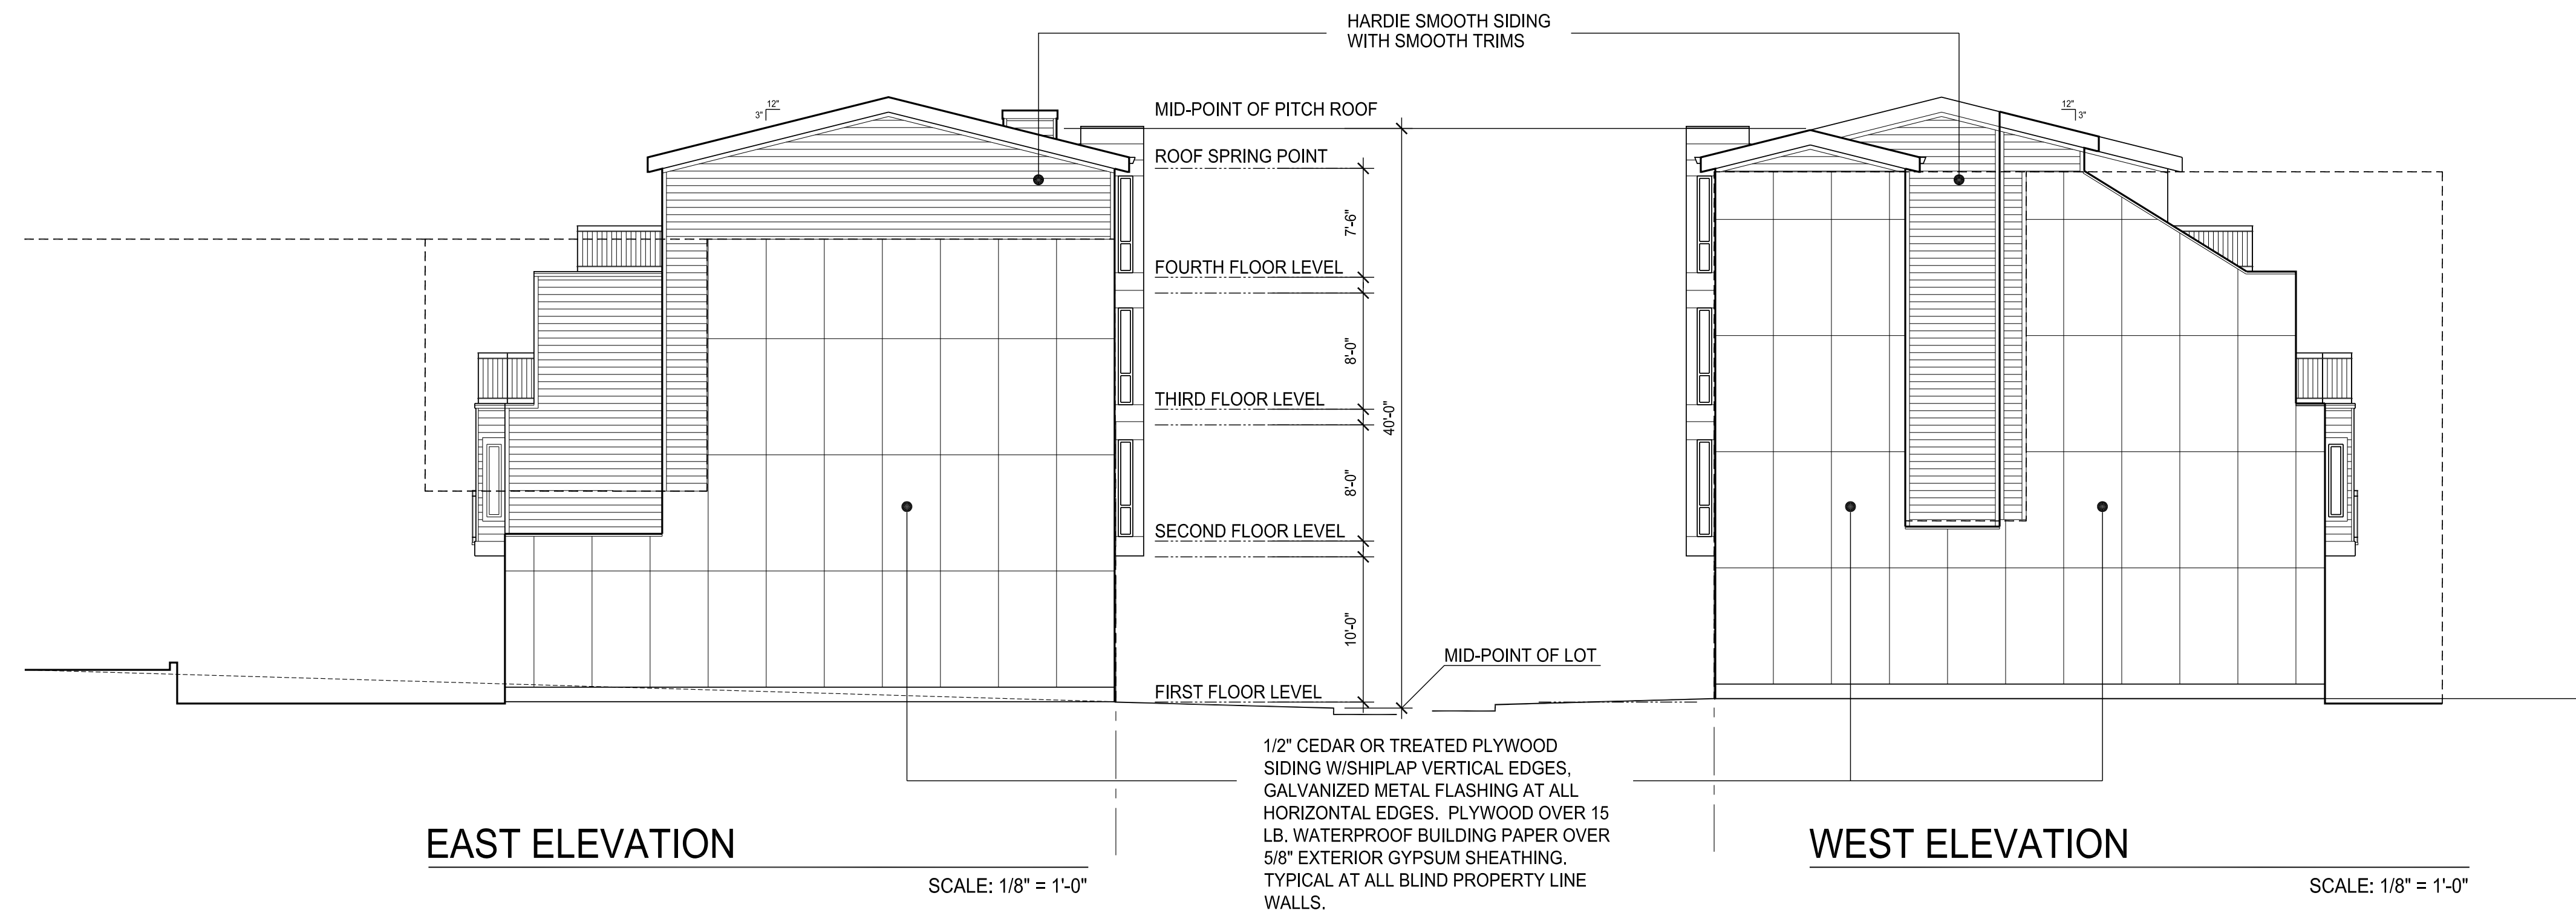 HARDIE SMOOTH SIDING
WITH SMOOTH TRIMS
12"
3"
MID-POINT OF PITCH ROOF
12"
3"
ROOF SPRING POINT
7'-6"
FOURTH FLOOR LEVEL
8'-0"
THIRD FLOOR LEVEL
40'-0"
8'-0"
SECOND FLOOR LEVEL
10'-0"
MID-POINT OF LOT
FIRST FLOOR LEVEL
1/2" CEDAR OR TREATED PLYWOOD
SIDING W/SHIPLAP VERTICAL EDGES,
GALVANIZED METAL FLASHING AT ALL
HORIZONTAL EDGES. PLYWOOD OVER 15
LB. WATERPROOF BUILDING PAPER OVER
5/8" EXTERIOR GYPSUM SHEATHING.
TYPICAL AT ALL BLIND PROPERTY LINE
WALLS.
EAST ELEVATION
SCALE: 1/8" = 1'-0"
WEST ELEVATION
SCALE: 1/8" = 1'-0"